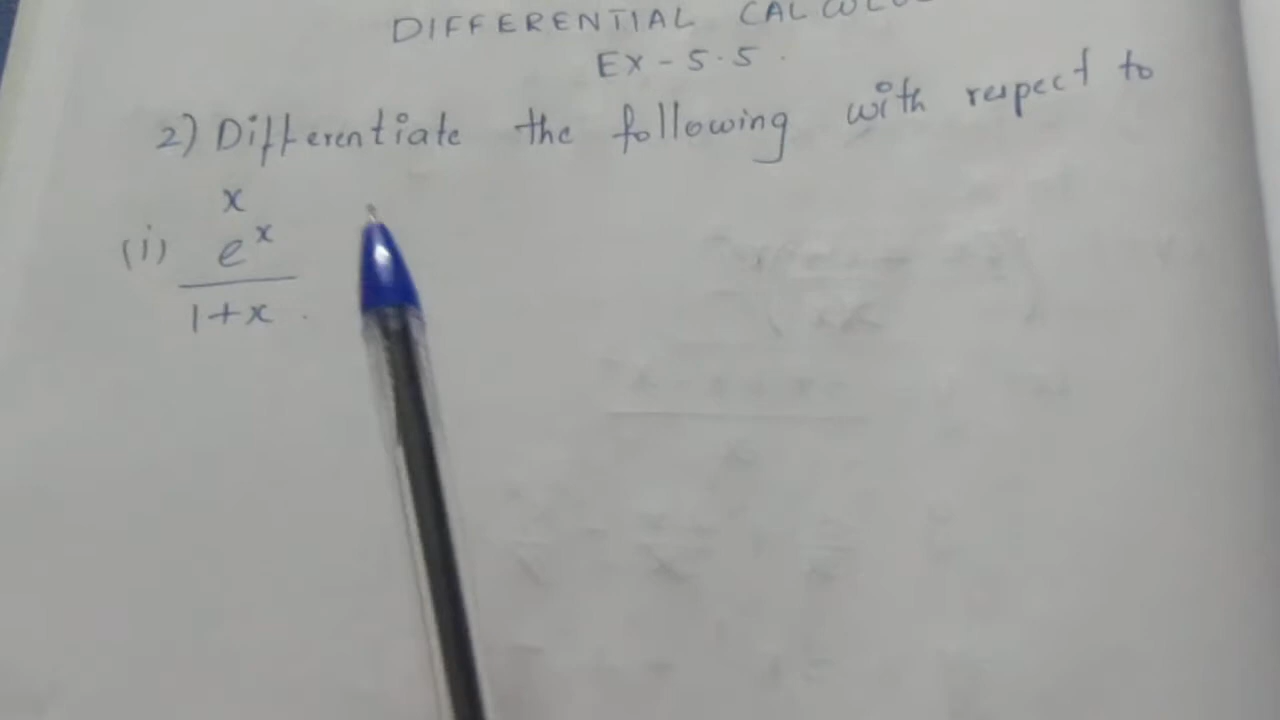 DIFFERENTIAL
EX - 5.5.
2) Differentiate the following with respect to
x
(i) e^x
1+x.